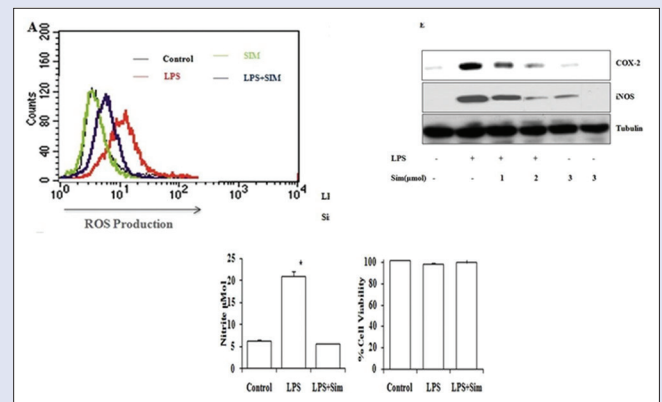 A
200
160
120
80
40
0
Counts
Control
SIM
LPS
LPS+SIM
10⁰ 10¹ 10² 10³ 10⁴
ROS Production
LI
Si
E
COX-2
iNOS
Tubulin
LPS - + + + - -
Sim(µmol) - - 1 2 3 3
25
20
15
10
5
0
Nitrite µMol
*
Control LPS LPS+Sim
100
80
60
40
20
0
% Cell Viability
Control LPS LPS+Sim